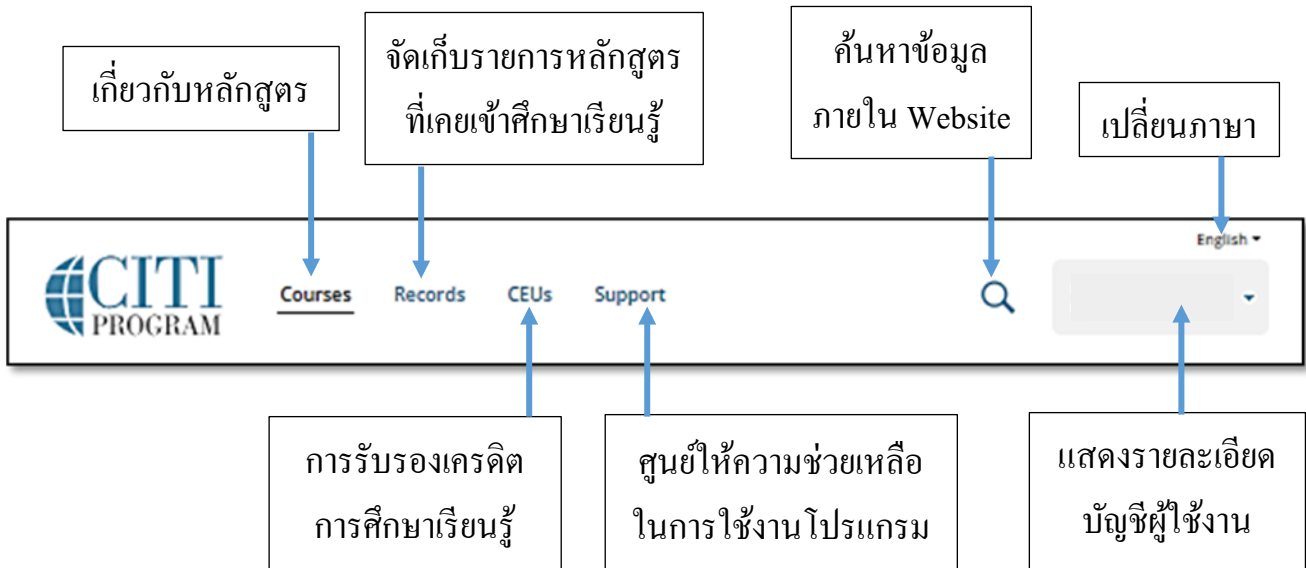 เกี่ยวกับหลักสูตร
จัดเก็บรายการหลักสูตร
ที่เคยเข้าศึกษาเรียนรู้
ค้นหาข้อมูล
ภายใน Website
เปลี่ยนภาษา
English
CITI
PROGRAM
Courses
Records
CEUs
Support
การรับรองเครดิต
การศึกษาเรียนรู้
ศูนย์ให้ความช่วยเหลือ
ในการใช้งานโปรแกรม
แสดงรายละเอียด
บัญชีผู้ใช้งาน